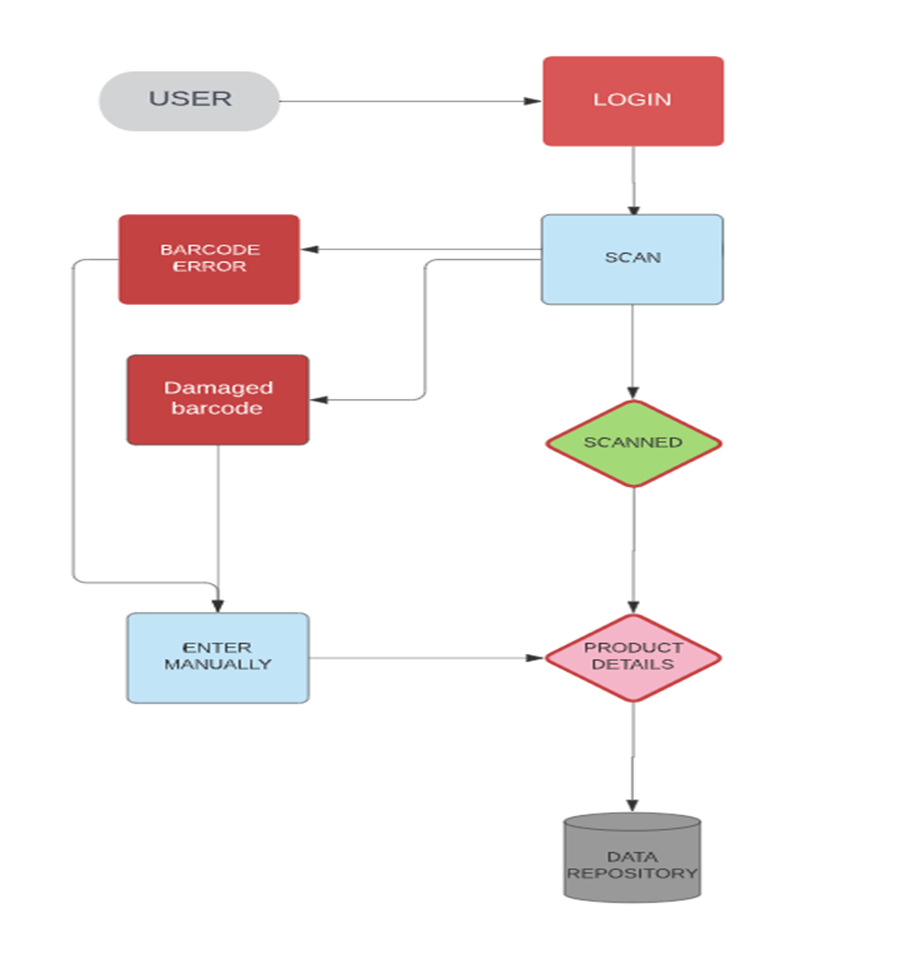 USER
LOGIN
BARCODE
ERROR
SCAN
Damaged
barcode
SCANNED
ENTER
MANUALLY
PRODUCT
DETAILS
DATA
REPOSITORY